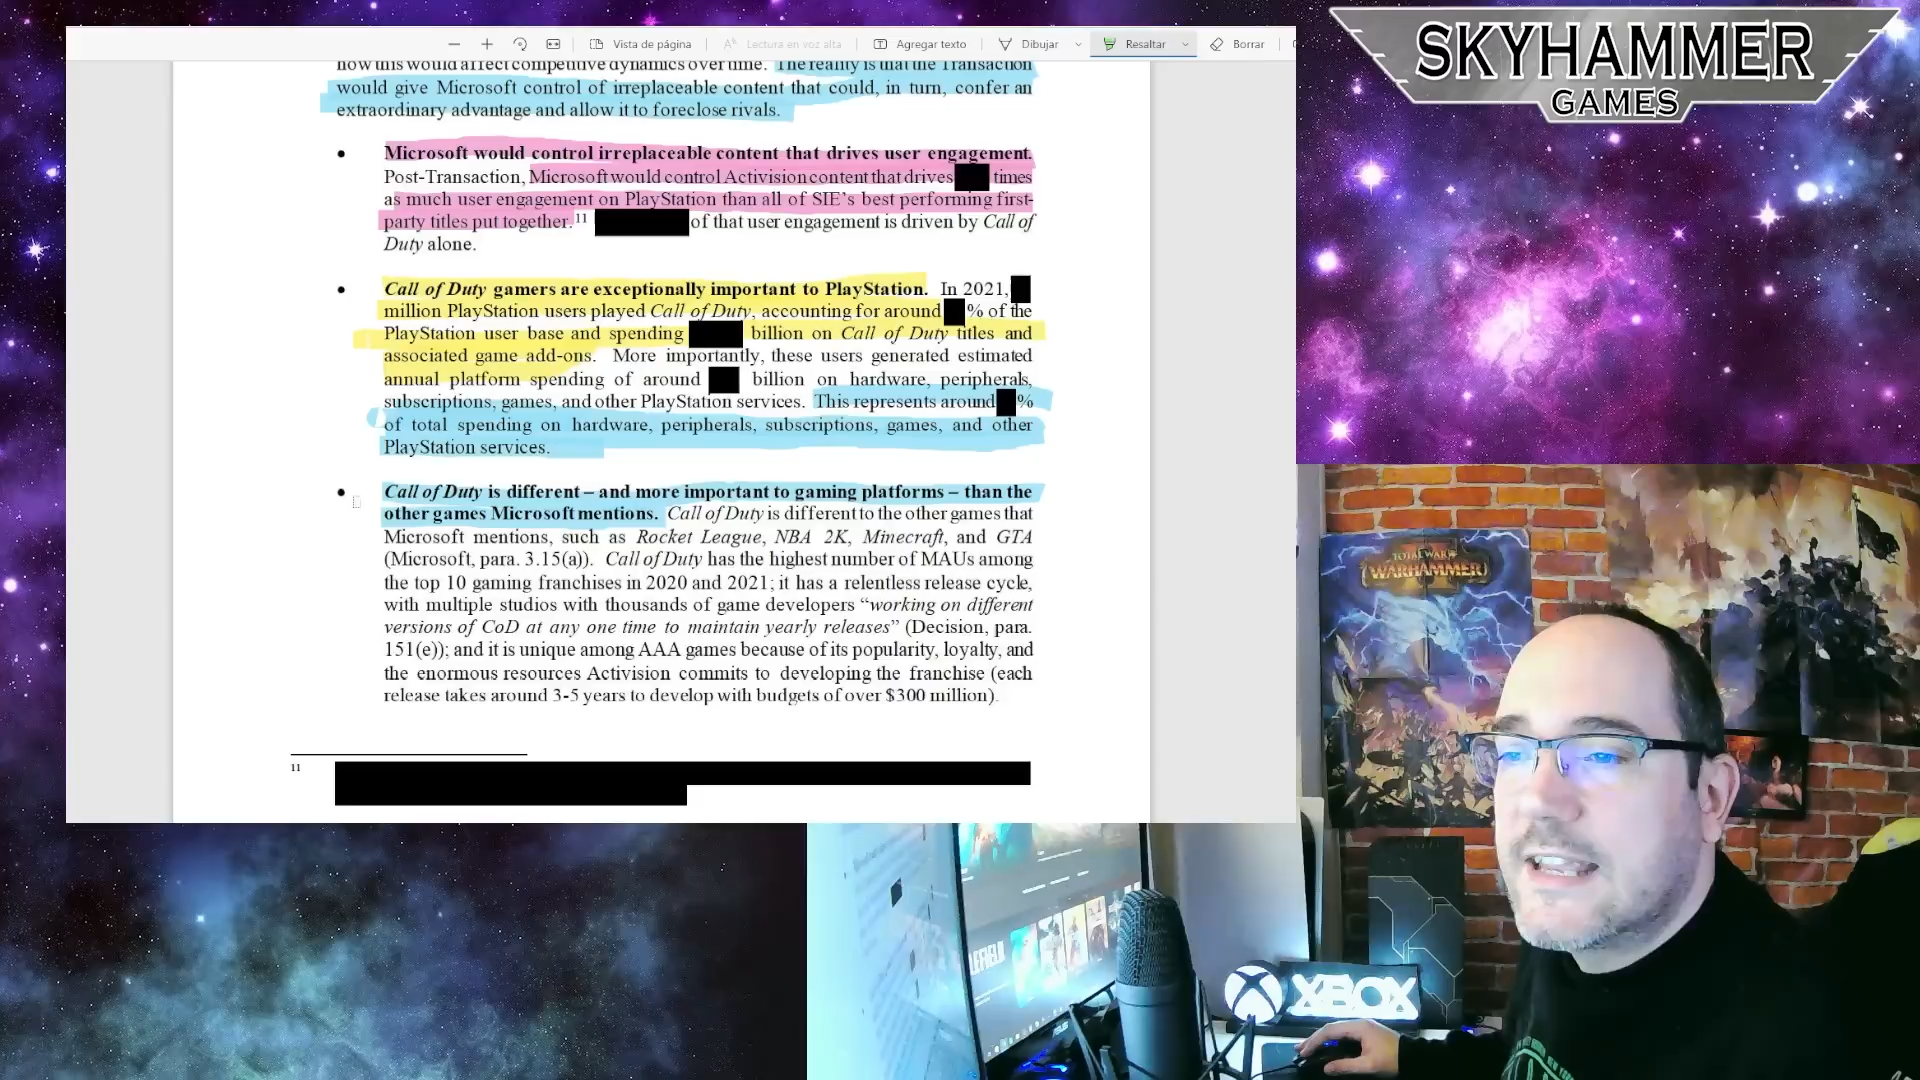 Vista de página
Lectura en voz alta
Agregar texto
Dibujar
Resaltar
Borrar
SKYHAMMER
GAMES
how this would affect competitive dynamics over time. The reality is that the Transaction
would give Microsoft control of irreplaceable content that could, in turn, confer an
extraordinary advantage and allow it to foreclose rivals.
• Microsoft would control irreplaceable content that drives user engagement.
Post-Transaction, Microsoft would control Activision content that drives times
as much user engagement on PlayStation than all of SIE's best performing first-
party titles put together.11 of that user engagement is driven by Call of
Duty alone.
• Call of Duty gamers are exceptionally important to PlayStation. In 2021,
million PlayStation users played Call of Duty, accounting for around % of the
PlayStation user base and spending billion on Call of Duty titles and
associated game add-ons. More importantly, these users generated estimated
annual platform spending of around billion on hardware, peripherals,
subscriptions, games, and other PlayStation services. This represents around %
of total spending on hardware, peripherals, subscriptions, games, and other
PlayStation services.
• Call of Duty is different – and more important to gaming platforms – than the
other games Microsoft mentions. Call of Duty is different to the other games that
Microsoft mentions, such as Rocket League, NBA 2K, Minecraft, and GTA
(Microsoft, para. 3.15(a)). Call of Duty has the highest number of MAUs among
the top 10 gaming franchises in 2020 and 2021; it has a relentless release cycle,
with multiple studios with thousands of game developers “working on different
versions of CoD at any one time to maintain yearly releases” (Decision, para.
151(e)); and it is unique among AAA games because of its popularity, loyalty, and
the enormous resources Activision commits to developing the franchise (each
release takes around 3-5 years to develop with budgets of over $300 million).
11
TOTAL WAR
WARHAMMER
XBOX